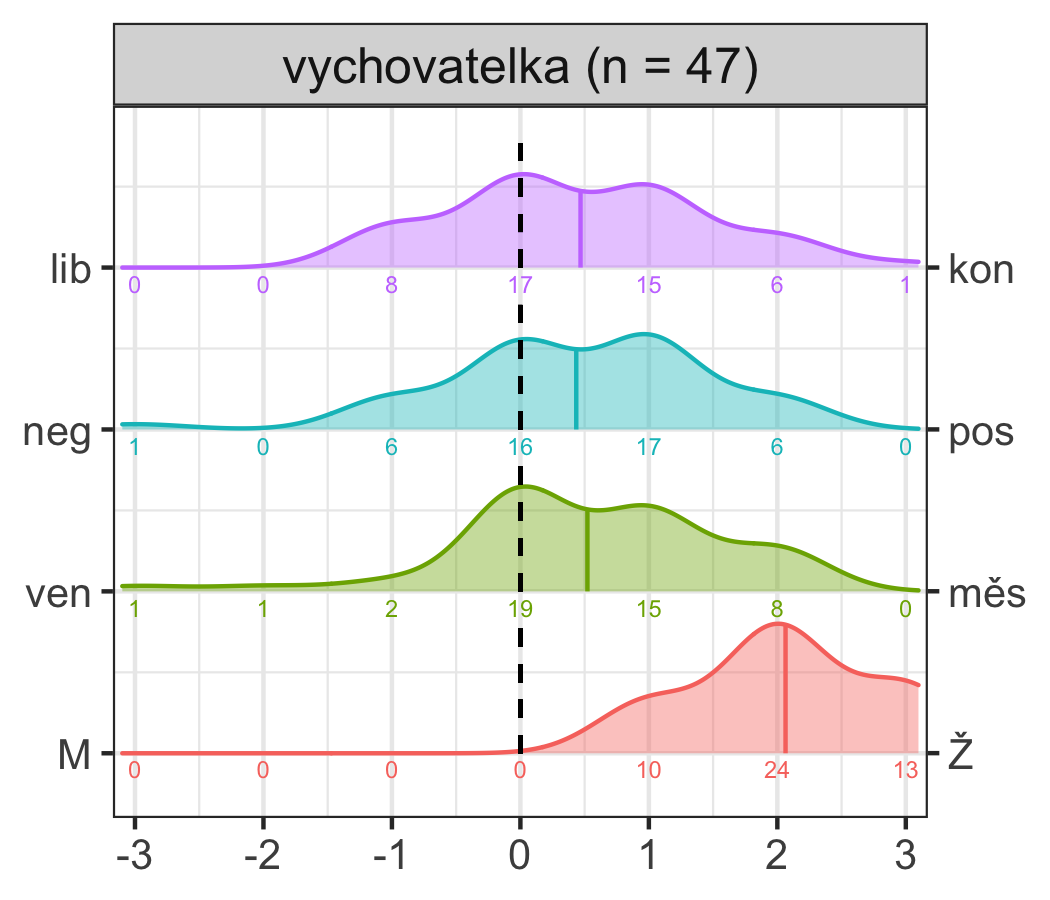 vychovatelka (n = 47)
lib kon
0 0 8 17 15 6 1
neg pos
1 0 6 16 17 6 0
ven měs
1 1 2 19 15 8 0
M Ž
0 0 0 0 10 24 13
-3 -2 -1 0 1 2 3